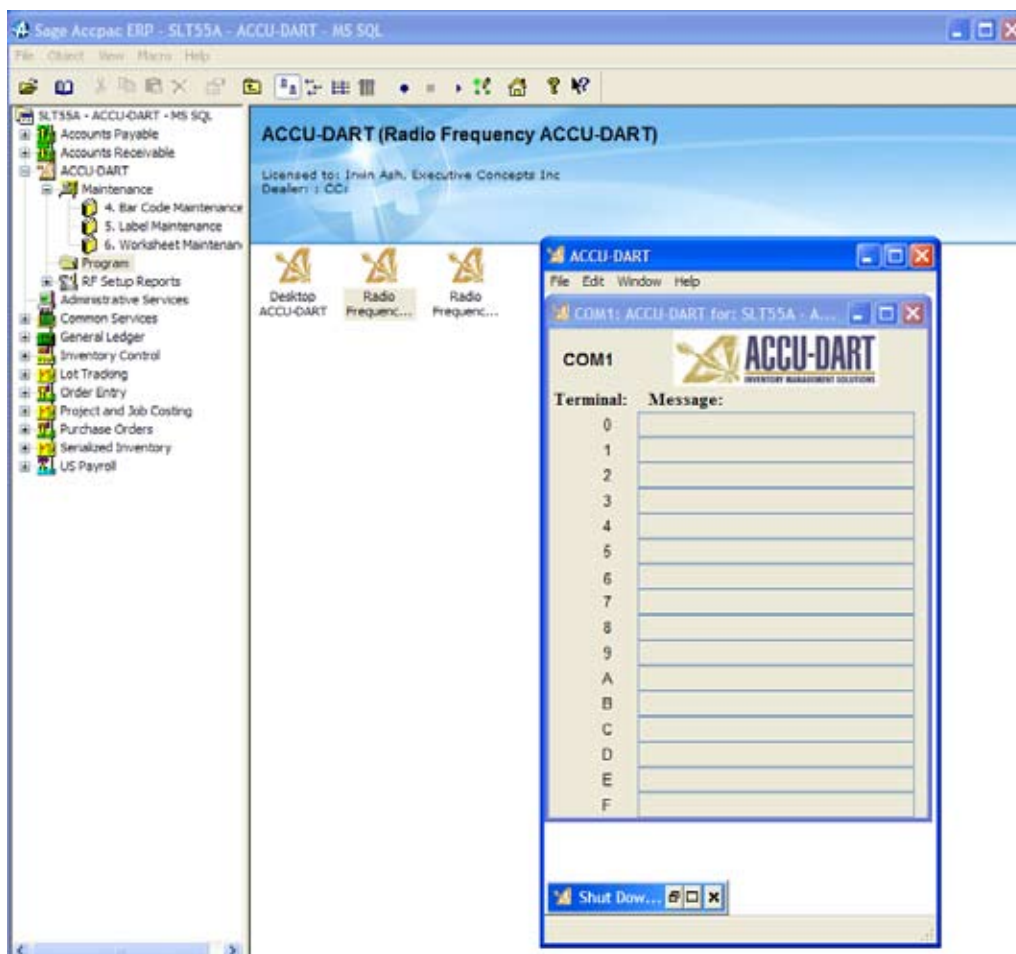 Sage Accpac ERP - SLT55A - ACCU-DART - MS SQL
File Object View Macro Help
SLT55A - ACCU-DART - MS SQL
Accounts Payable
Accounts Receivable
ACCU-DART
Maintenance
4. Bar Code Maintenance
5. Label Maintenance
6. Worksheet Maintenan
Program
RF Setup Reports
Administrative Services
Common Services
General Ledger
Inventory Control
Lot Tracking
Order Entry
Project and Job Costing
Purchase Orders
Serialized Inventory
US Payroll
ACCU-DART (Radio Frequency ACCU-DART)
Licensed to: Irwin Ash, Executive Concepts Inc
Dealer: : CCs
Desktop ACCU-DART
Radio Frequenc...
Radio Frequenc...
ACCU-DART
File Edit Window Help
COM1: ACCU-DART for: SLT55A - A...
COM1
ACCU-DART
INVENTORY MANAGEMENT SOLUTIONS
Terminal: Message:
0
1
2
3
4
5
6
7
8
9
A
B
C
D
E
F
Shut Dow...